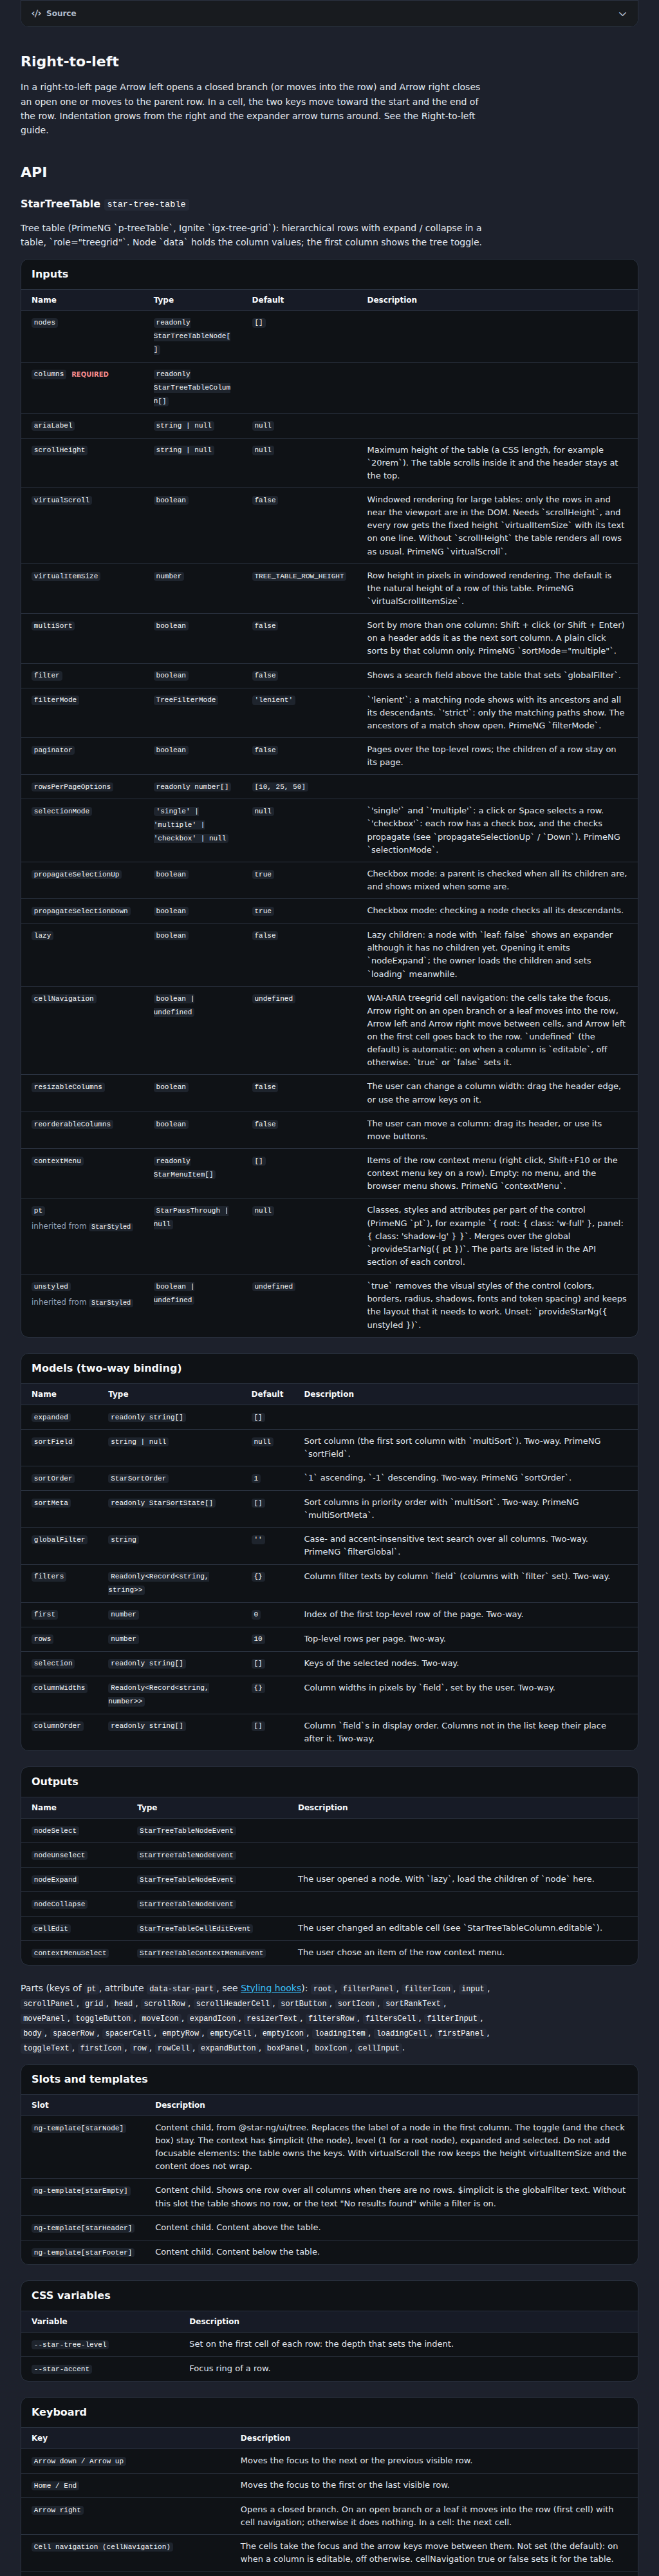 </> Source
Right-to-left
In a right-to-left page Arrow left opens a closed branch (or moves into the row) and Arrow right closes
an open one or moves to the parent row. In a cell, the two keys move toward the start and the end of
the row. Indentation grows from the right and the expander arrow turns around. See the Right-to-left
guide.
API
StarTreeTable star-tree-table
Tree table (PrimeNG `p-treeTable`, Ignite `igx-tree-grid`): hierarchical rows with expand / collapse in a
table, `role="treegrid"`. Node `data` holds the column values; the first column shows the tree toggle.
Inputs
Name Type Default Description
nodes readonly []
StarTreeTableNode[
]
columns REQUIRED readonly
StarTreeTableColum
n[]
ariaLabel string | null null
scrollHeight string | null null Maximum height of the table (a CSS length, for example
`20rem`). The table scrolls inside it and the header stays at
the top.
virtualScroll boolean false Windowed rendering for large tables: only the rows in and
near the viewport are in the DOM. Needs `scrollHeight`, and
every row gets the fixed height `virtualItemSize` with its text
on one line. Without `scrollHeight` the table renders all rows
as usual. PrimeNG `virtualScroll`.
virtualItemSize number TREE_TABLE_ROW_HEIGHT Row height in pixels in windowed rendering. The default is
the natural height of a row of this table. PrimeNG
`virtualScrollItemSize`.
multiSort boolean false Sort by more than one column: Shift + click (or Shift + Enter)
on a header adds it as the next sort column. A plain click
sorts by that column only. PrimeNG `sortMode="multiple"`.
filter boolean false Shows a search field above the table that sets `globalFilter`.
filterMode TreeFilterMode 'lenient' `'lenient'`: a matching node shows with its ancestors and all
its descendants. `'strict'`: only the matching paths show. The
ancestors of a match show open. PrimeNG `filterMode`.
paginator boolean false Pages over the top-level rows; the children of a row stay on
its page.
rowsPerPageOptions readonly number[] [10, 25, 50]
selectionMode 'single' | null `'single'` and `'multiple'`: a click or Space selects a row.
'multiple' | `'checkbox'`: each row has a check box, and the checks
'checkbox' | null propagate (see `propagateSelectionUp` / `Down`). PrimeNG
`selectionMode`.
propagateSelectionUp boolean true Checkbox mode: a parent is checked when all its children are,
and shows mixed when some are.
propagateSelectionDown boolean true Checkbox mode: checking a node checks all its descendants.
lazy boolean false Lazy children: a node with `leaf: false` shows an expander
although it has no children yet. Opening it emits
`nodeExpand`; the owner loads the children and sets
`loading` meanwhile.
cellNavigation boolean | undefined WAI-ARIA treegrid cell navigation: the cells take the focus,
undefined Arrow right on an open branch or a leaf moves into the row,
Arrow left and Arrow right move between cells, and Arrow left
on the first cell goes back to the row. `undefined` (the
default) is automatic: on when a column is `editable`, off
otherwise. `true` or `false` sets it.
resizableColumns boolean false The user can change a column width: drag the header edge,
or use the arrow keys on it.
reorderableColumns boolean false The user can move a column: drag its header, or use its
move buttons.
contextMenu readonly [] Items of the row context menu (right click, Shift+F10 or the
StarMenuItem[] context menu key on a row). Empty: no menu, and the
browser menu shows. PrimeNG `contextMenu`.
pt StarPassThrough | null Classes, styles and attributes per part of the control
inherited from StarStyled null (PrimeNG `pt`), for example `{ root: { class: 'w-full' }, panel:
{ class: 'shadow-lg' } }`. Merges over the global
`provideStarNg({ pt })`. The parts are listed in the API
section of each control.
unstyled boolean | undefined `true` removes the visual styles of the control (colors,
inherited from StarStyled undefined borders, radius, shadows, fonts and token spacing) and keeps
the layout that it needs to work. Unset: `provideStarNg({
unstyled })`.
Models (two-way binding)
Name Type Default Description
expanded readonly string[] []
sortField string | null null Sort column (the first sort column with `multiSort`). Two-way. PrimeNG
`sortField`.
sortOrder StarSortOrder 1 `1` ascending, `-1` descending. Two-way. PrimeNG `sortOrder`.
sortMeta readonly StarSortState[] [] Sort columns in priority order with `multiSort`. Two-way. PrimeNG
`multiSortMeta`.
globalFilter string '' Case- and accent-insensitive text search over all columns. Two-way.
PrimeNG `filterGlobal`.
filters Readonly<Record<string, {} Column filter texts by column `field` (columns with `filter` set). Two-way.
string>>
first number 0 Index of the first top-level row of the page. Two-way.
rows number 10 Top-level rows per page. Two-way.
selection readonly string[] [] Keys of the selected nodes. Two-way.
columnWidths Readonly<Record<string, {} Column widths in pixels by `field`, set by the user. Two-way.
number>>
columnOrder readonly string[] [] Column `field`s in display order. Columns not in the list keep their place
after it. Two-way.
Outputs
Name Type Description
nodeSelect StarTreeTableNodeEvent
nodeUnselect StarTreeTableNodeEvent
nodeExpand StarTreeTableNodeEvent The user opened a node. With `lazy`, load the children of `node` here.
nodeCollapse StarTreeTableNodeEvent
cellEdit StarTreeTableCellEditEvent The user changed an editable cell (see `StarTreeTableColumn.editable`).
contextMenuSelect StarTreeTableContextMenuEvent The user chose an item of the row context menu.
Parts (keys of pt, attribute data-star-part, see Styling hooks): root, filterPanel, filterIcon, input,
scrollPanel, grid, head, scrollRow, scrollHeaderCell, sortButton, sortIcon, sortRankText,
movePanel, toggleButton, moveIcon, expandIcon, resizerText, filtersRow, filtersCell, filterInput,
body, spacerRow, spacerCell, emptyRow, emptyCell, emptyIcon, loadingItem, loadingCell, firstPanel,
toggleText, firstIcon, row, rowCell, expandButton, boxPanel, boxIcon, cellInput.
Slots and templates
Slot Description
ng-template[starNode] Content child, from @star-ng/ui/tree. Replaces the label of a node in the first column. The toggle (and the check
box) stay. The context has $implicit (the node), level (1 for a root node), expanded and selected. Do not add
focusable elements: the table owns the keys. With virtualScroll the row keeps the height virtualItemSize and the
content does not wrap.
ng-template[starEmpty] Content child. Shows one row over all columns when there are no rows. $implicit is the globalFilter text. Without
this slot the table shows no row, or the text "No results found" while a filter is on.
ng-template[starHeader] Content child. Content above the table.
ng-template[starFooter] Content child. Content below the table.
CSS variables
Variable Description
--star-tree-level Set on the first cell of each row: the depth that sets the indent.
--star-accent Focus ring of a row.
Keyboard
Key Description
Arrow down / Arrow up Moves the focus to the next or the previous visible row.
Home / End Moves the focus to the first or the last visible row.
Arrow right Opens a closed branch. On an open branch or a leaf it moves into the row (first cell) with
cell navigation; otherwise it does nothing. In a cell: the next cell.
Cell navigation (cellNavigation) The cells take the focus and the arrow keys move between them. Not set (the default): on
when a column is editable, off otherwise. cellNavigation true or false sets it for the table.